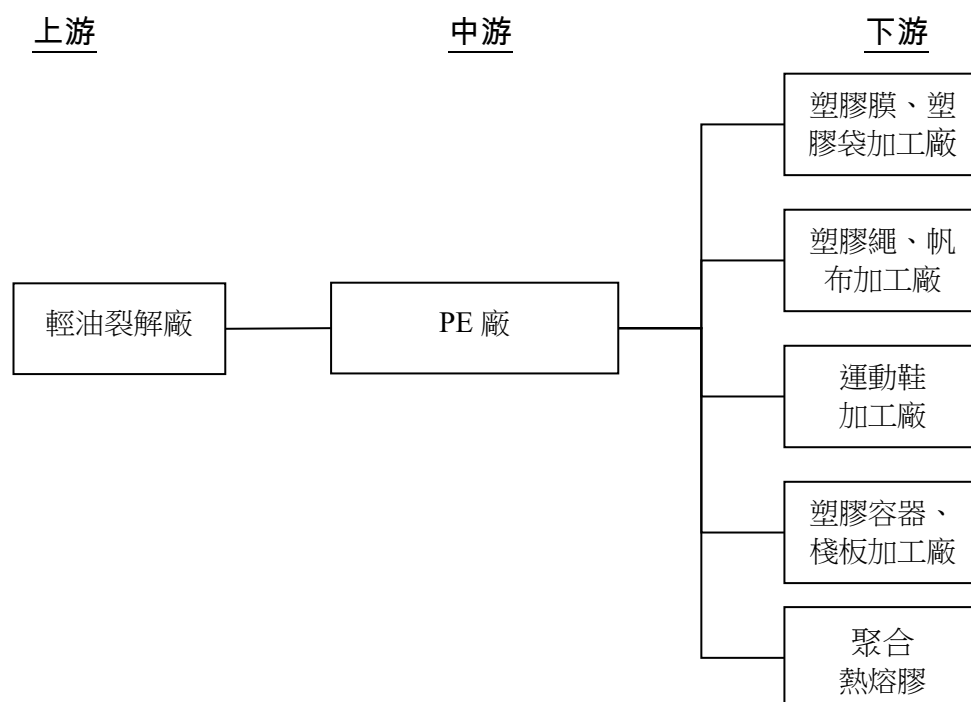 上游
中游
下游
塑膠膜、塑
膠袋加工廠
塑膠繩、帆
布加工廠
輕油裂解廠
PE 廠
運動鞋
加工廠
塑膠容器、
棧板加工廠
聚合
熱熔膠